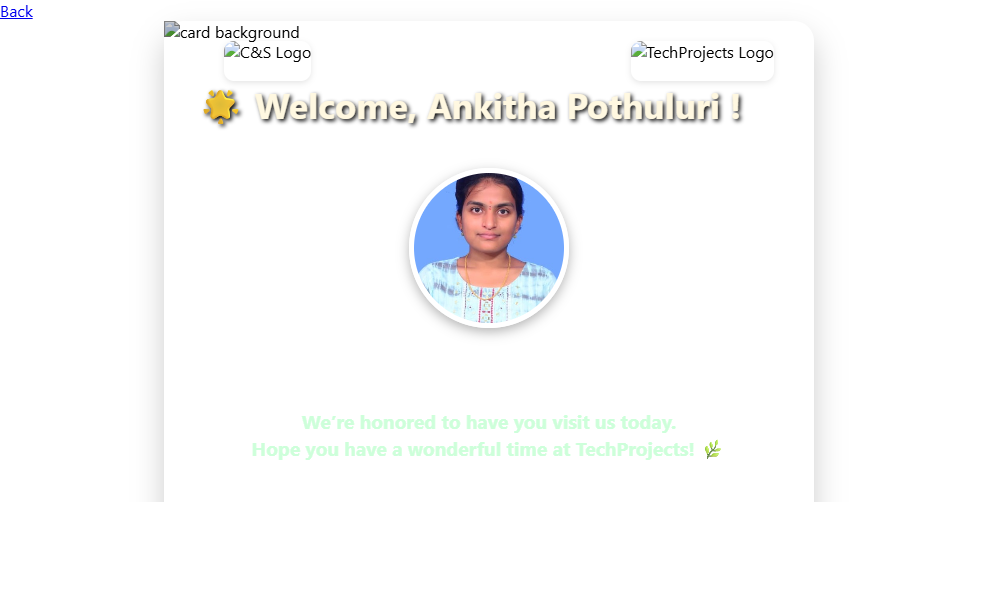 Back
card background
C&S Logo
TechProjects Logo
🌟 Welcome, Ankitha Pothuluri !
We’re honored to have you visit us today.
Hope you have a wonderful time at TechProjects! 🌿